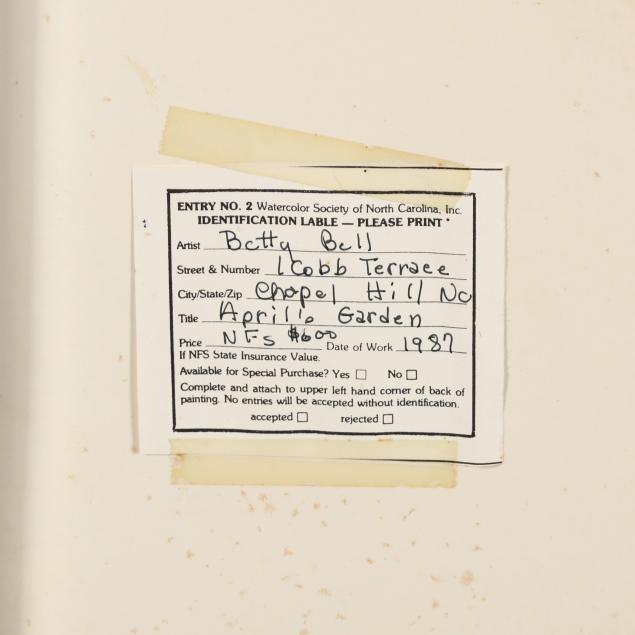 ENTRY NO. 2 Watercolor Society of North Carolina, Inc.
IDENTIFICATION LABLE — PLEASE PRINT
Artist Betty Bell
Street & Number 1 Cobb Terrace
City/State/Zip Chapel Hill Nc
Title April's Garden
Price NFS $600 Date of Work 1987
If NFS State Insurance Value.
Available for Special Purchase? Yes No
Complete and attach to upper left hand corner of back of
painting. No entries will be accepted without identification.
accepted rejected